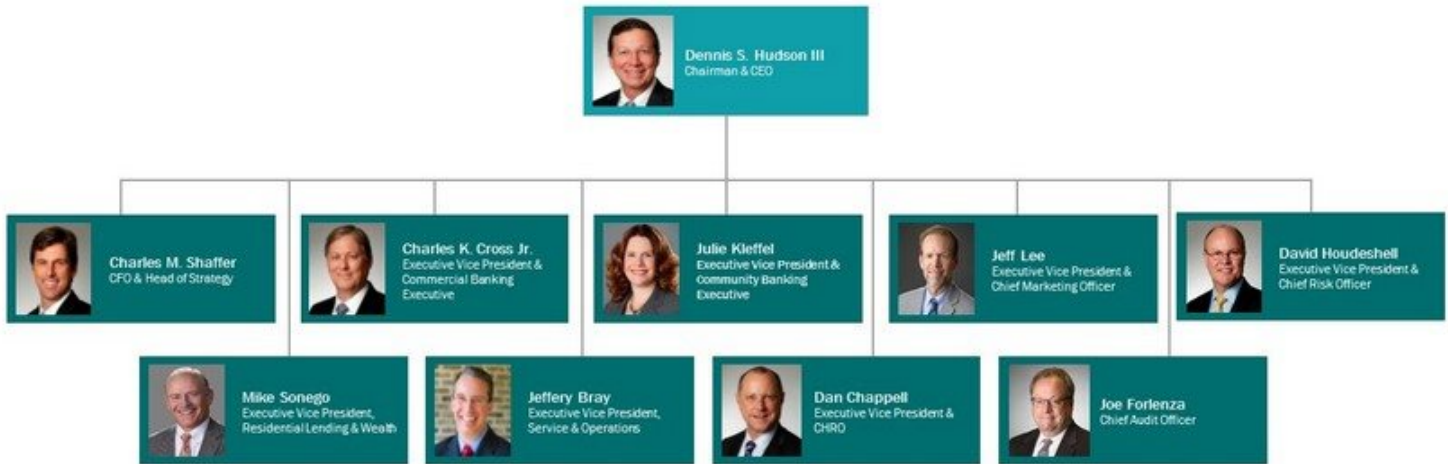 Dennis S. Hudson III
Chairman & CEO
Charles M. Shaffer
CFO & Head of Strategy
Charles K. Cross Jr.
Executive Vice President &
Commercial Banking
Executive
Julie Kleffel
Executive Vice President &
Community Banking
Executive
Jeff Lee
Executive Vice President &
Chief Marketing Officer
David Houdeshell
Executive Vice President &
Chief Risk Officer
Mike Sonego
Executive Vice President,
Residential Lending & Wealth
Jeffery Bray
Executive Vice President,
Service & Operations
Dan Chappell
Executive Vice President &
CHRO
Joe Forlenza
Chief Audit Officer